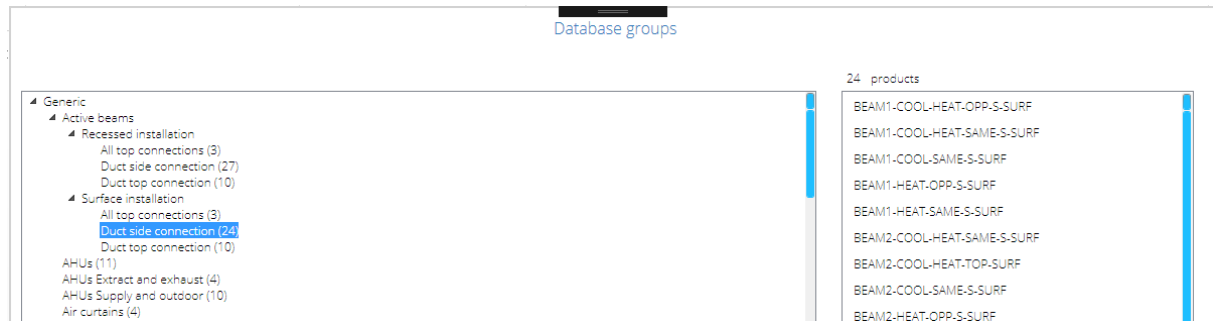 Database groups
24 products
Generic
Active beams
Recessed installation
All top connections (3)
Duct side connection (27)
Duct top connection (10)
Surface installation
All top connections (3)
Duct side connection (24)
Duct top connection (10)
AHUs (11)
AHUs Extract and exhaust (4)
AHUs Supply and outdoor (10)
Air curtains (4)
BEAM1-COOL-HEAT-OPP-S-SURF
BEAM1-COOL-HEAT-SAME-S-SURF
BEAM1-COOL-SAME-S-SURF
BEAM1-HEAT-OPP-S-SURF
BEAM1-HEAT-SAME-S-SURF
BEAM2-COOL-HEAT-SAME-S-SURF
BEAM2-COOL-HEAT-TOP-SURF
BEAM2-COOL-SAME-S-SURF
BEAM2-HEAT-OPP-S-SURF